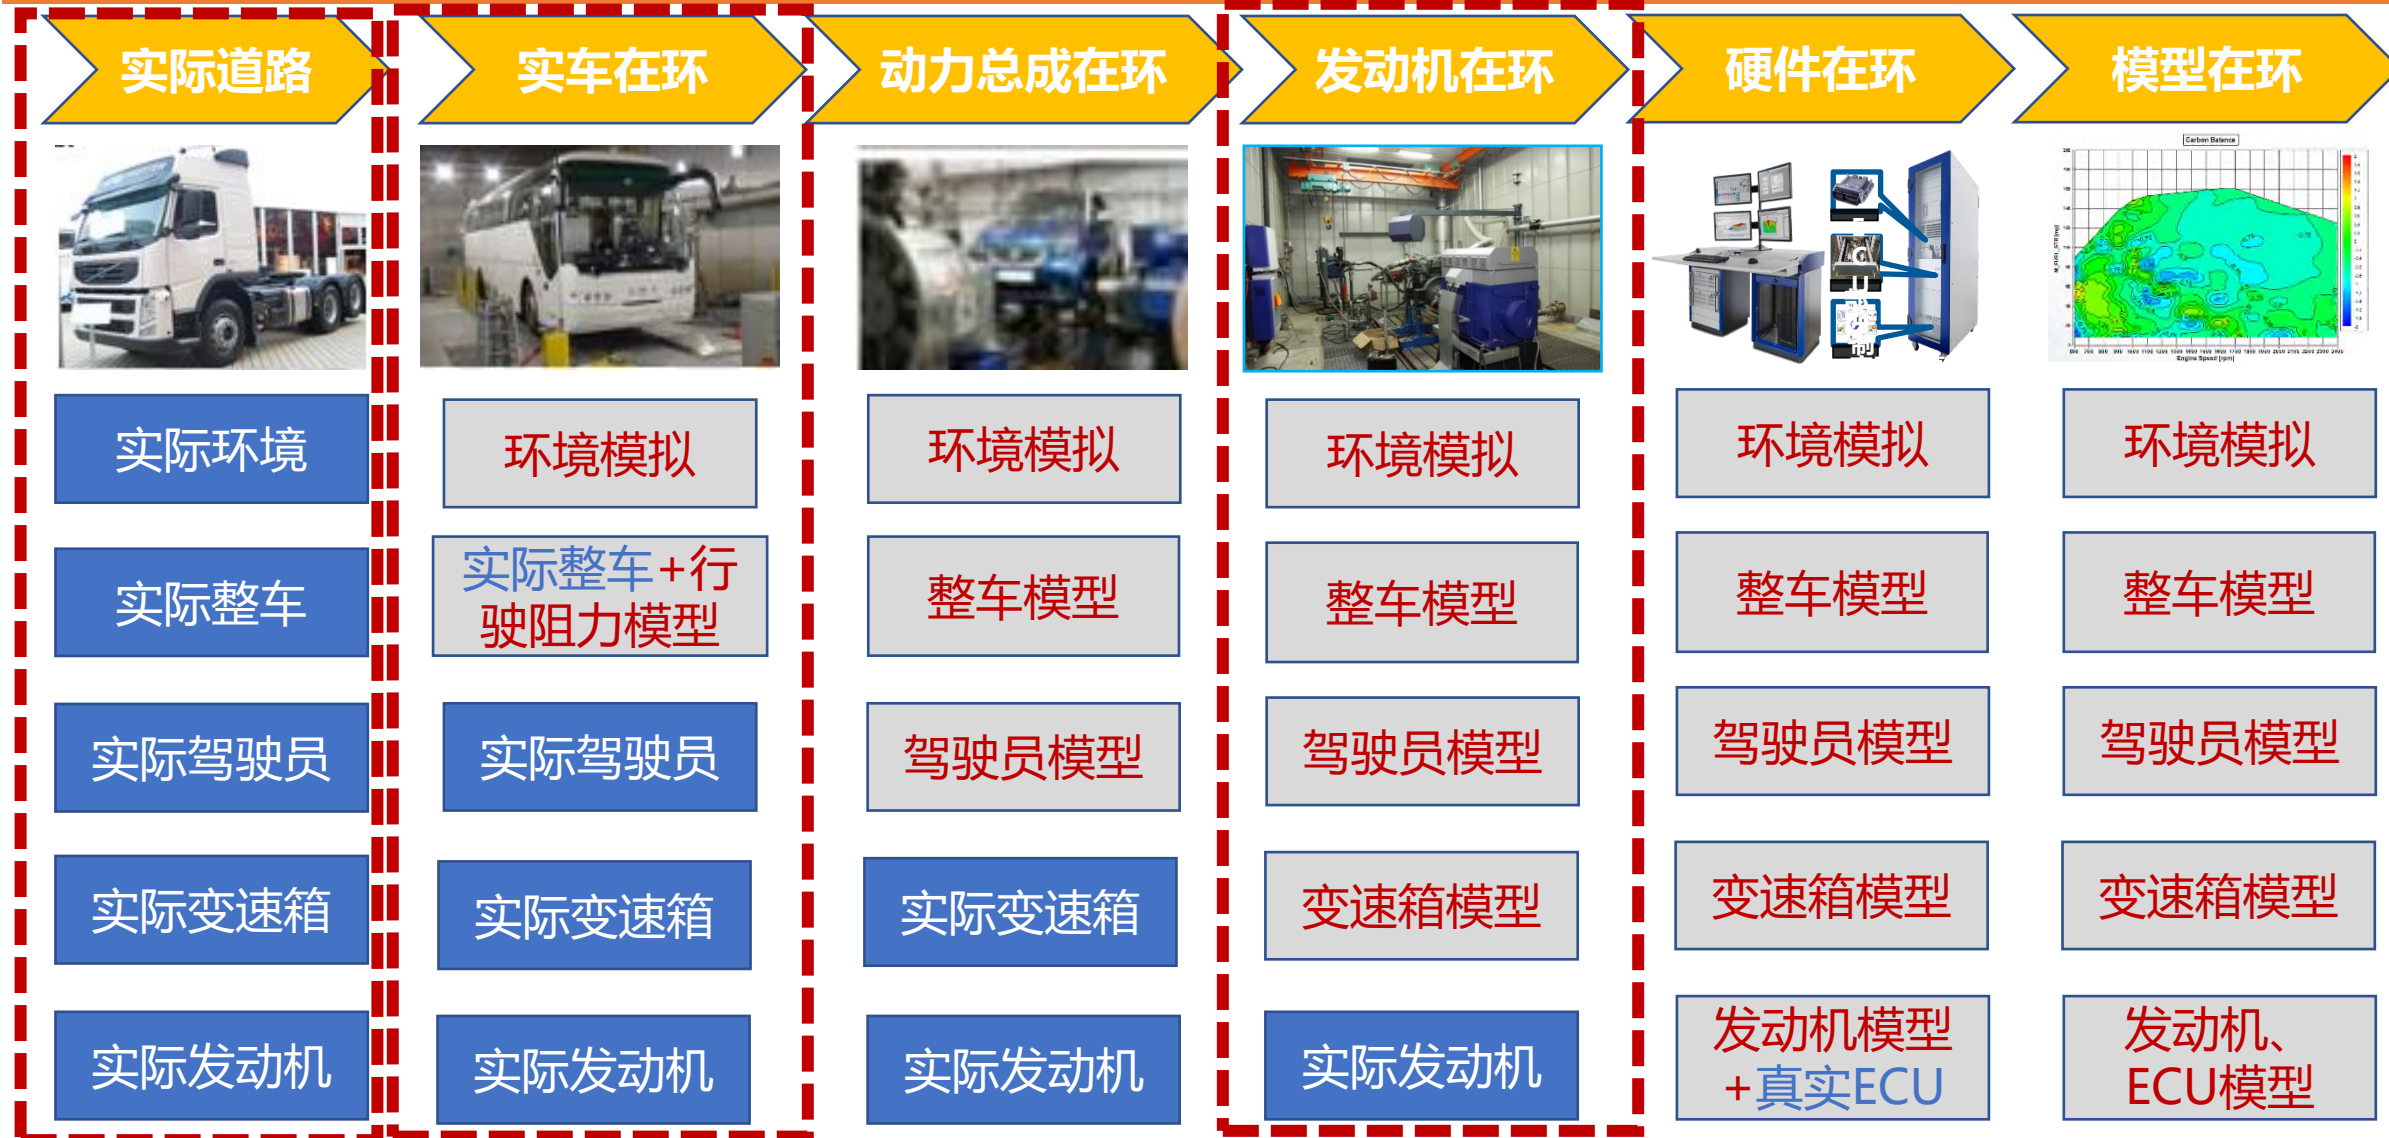 实际道路
实车在环
动力总成在环
发动机在环
硬件在环
模型在环
Carbon Balance
Engine Speed [rpm]
实际环境
环境模拟
环境模拟
环境模拟
环境模拟
环境模拟
实际整车
实际整车+行
驶阻力模型
整车模型
整车模型
整车模型
整车模型
实际驾驶员
实际驾驶员
驾驶员模型
驾驶员模型
驾驶员模型
驾驶员模型
实际变速箱
实际变速箱
实际变速箱
变速箱模型
变速箱模型
变速箱模型
实际发动机
实际发动机
实际发动机
实际发动机
发动机模型
+真实ECU
发动机、
ECU模型